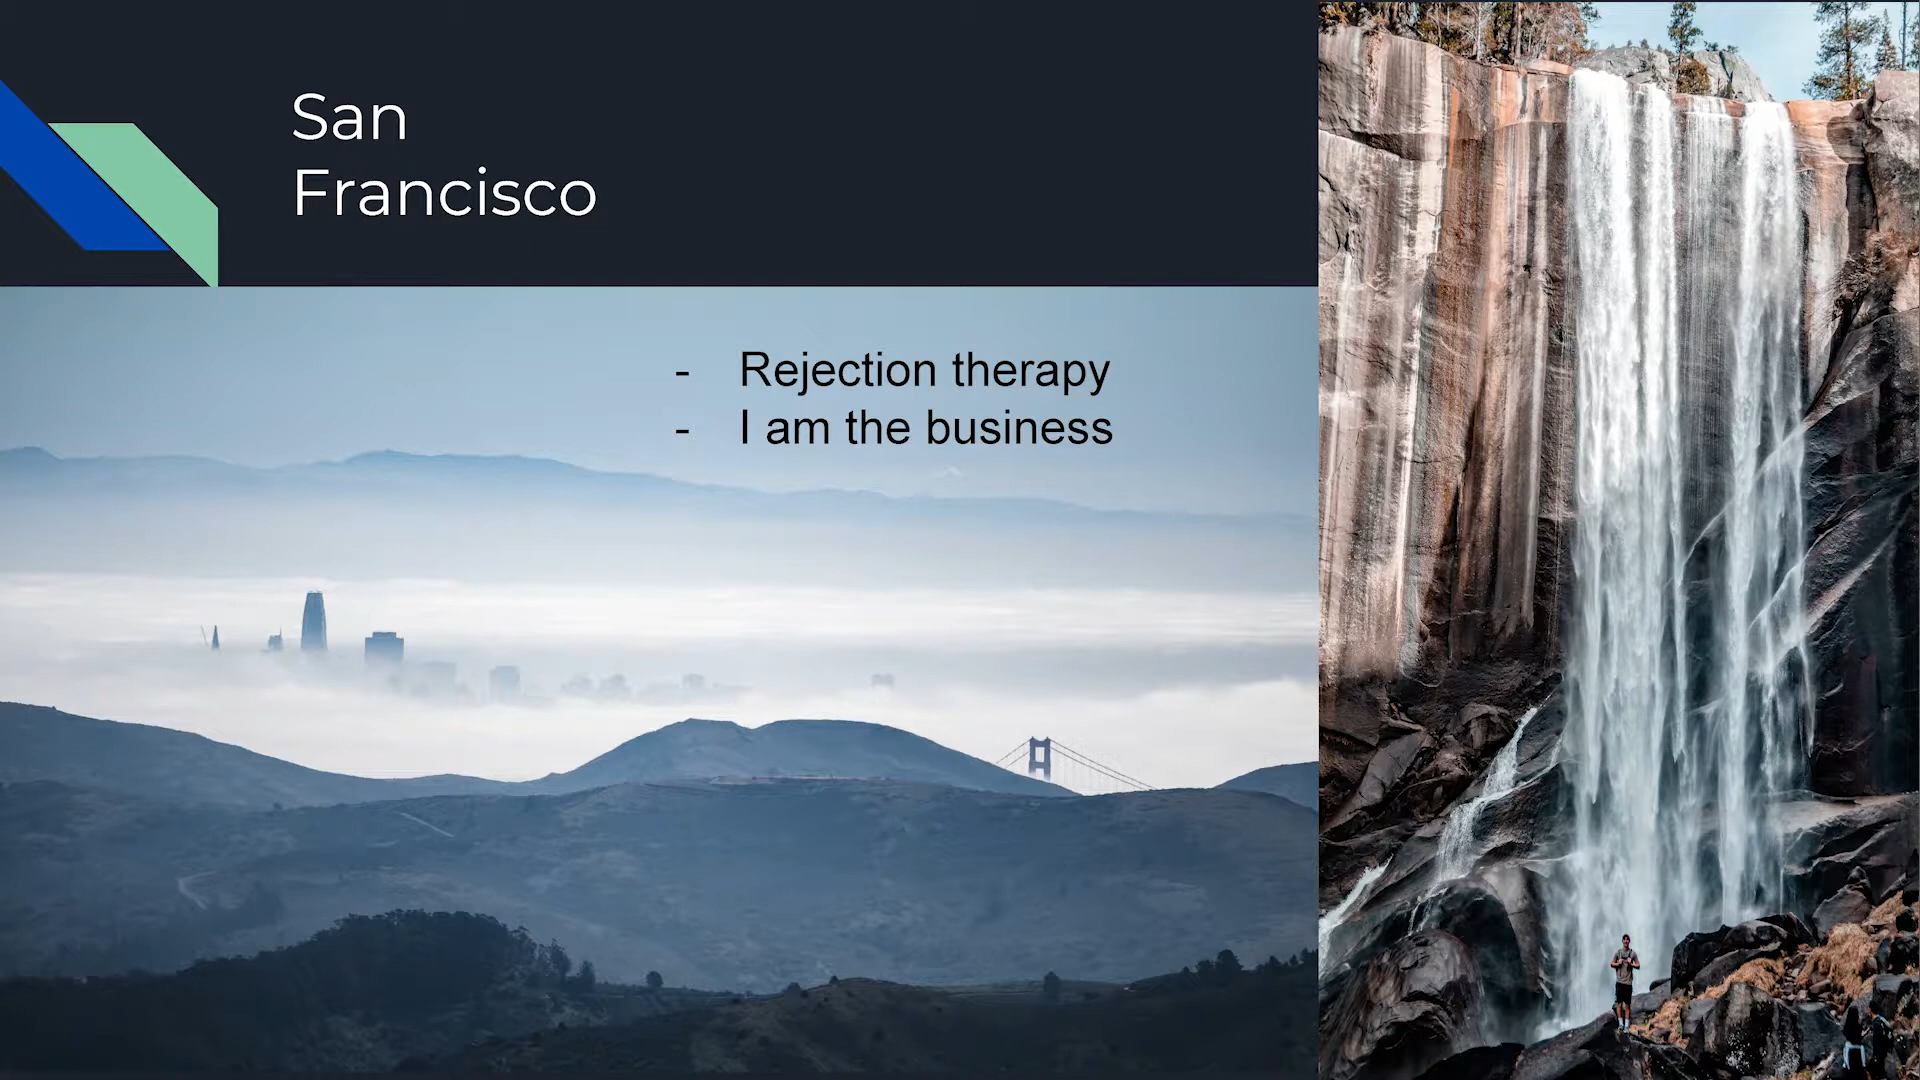 San
Francisco
- Rejection therapy
- I am the business